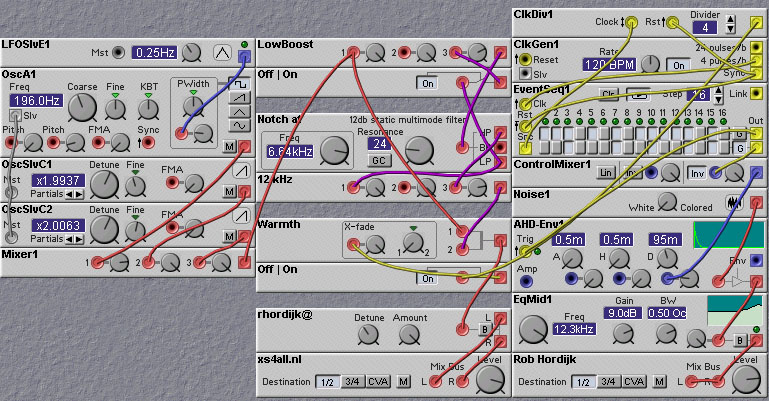 LFOSlvE1
Mst 0.25Hz
OscA1
Freq Coarse Fine KBT PWidth
196.0Hz
Slv
Pitch Pitch FMA Sync
M
OscSlvC1
Detune Fine FMA
Mst x1.9937
Partials M
OscSlvC2
Detune Fine FMA
Mst x2.0063
Partials M
Mixer1
1 2 3
LowBoost
1 2 3
Off | On
On
Notch at
12db static multimode filter
Freq Resonance
6.64kHz 24
GC
HP
BP
LP
12 kHz
1 2 3
Warmth
X-fade
1
2
1 2
Off | On
On
rhordijk@
Detune Amount
L
B
R
xs4all.nl
Mix Bus Level
Destination 1/2 3/4 CVA M L R
ClkDiv1
Clock Rst Divider
4
ClkGen1
Rate
24 pulses/b
Reset 120 BPM On 4 pulses/b
Slv Sync
EventSeq1
Clr Step 16 Link
Clk
Rst
2 3 4 5 6 7 8 9 10 11 12 13 14 15 16
Out
G
G
ControlMixer1
Lin Inv Inv
Noise1
White Colored
AHD-Env1
Trig 0.5m 0.5m 95m
A H D
Env
Amp
EqMid1
Gain BW
Freq 9.0dB 0.50 Oc
12.3kHz
B
Rob Hordijk
Mix Bus Level
Destination 1/2 3/4 CVA M L R